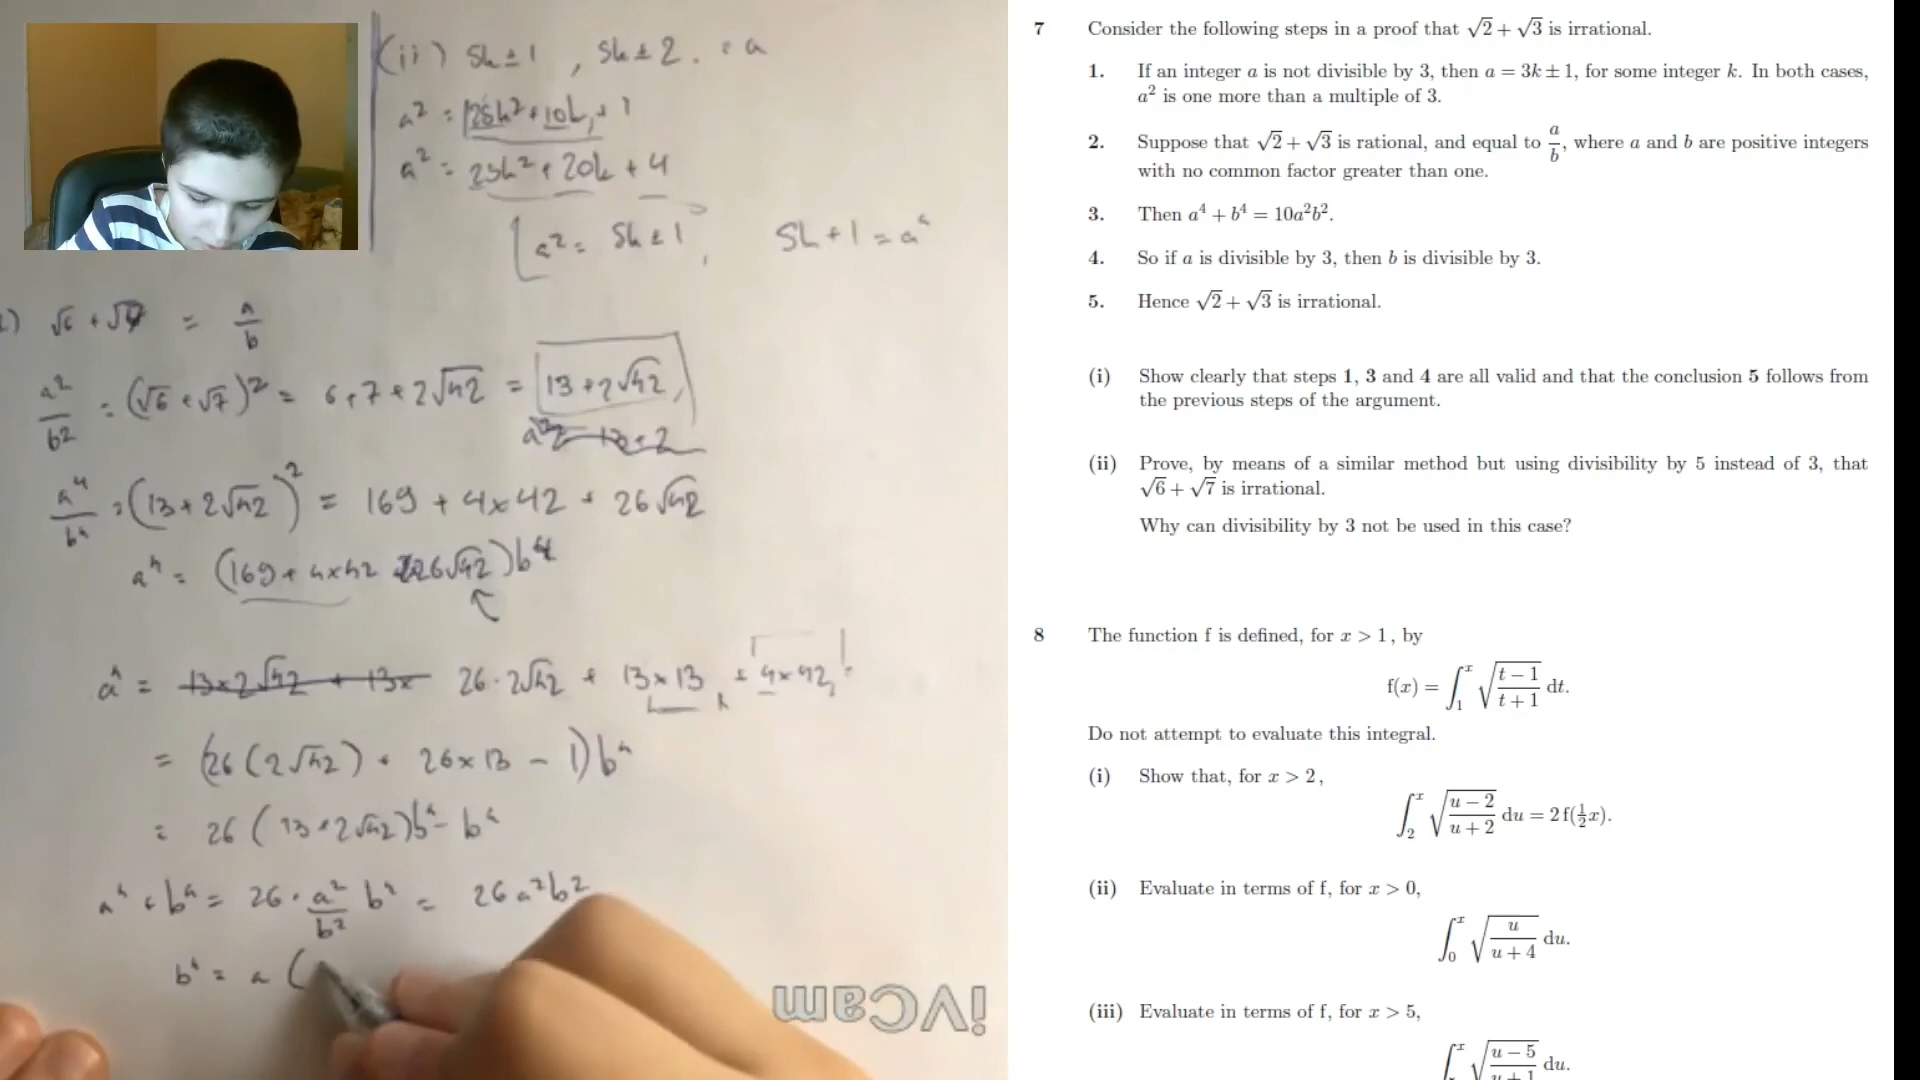 (ii) 5k ± 1 , 5k ± 2 . = a
a² = 25k² + 10k + 1
a² = 25k² + 20k + 4
a² = 5k ± 1 , 5k + 1 = a⁴
√6 + √7 = a/b
a²/b² = (√6 + √7)² = 6 + 7 + 2√42 = 13 + 2√42
a⁴/b⁴ = (13 + 2√42)² = 169 + 4×42 + 26√42
a⁴ = (169 + 4×42 26√42)b⁴
a⁴ = 26·2√42 + 13×13 + 4×42
= (26(2√42) + 26×13 − 1)b⁴
= 26(13 + 2√42)b⁴ − b⁴
a⁴ + b⁴ = 26 · a²/b² b⁴ = 26a²b²
b⁴ = a (
iVCam
7 Consider the following steps in a proof that √2 + √3 is irrational.
1. If an integer a is not divisible by 3, then a = 3k ± 1, for some integer k. In both cases,
a² is one more than a multiple of 3.
2. Suppose that √2 + √3 is rational, and equal to a/b, where a and b are positive integers
with no common factor greater than one.
3. Then a⁴ + b⁴ = 10a²b².
4. So if a is divisible by 3, then b is divisible by 3.
5. Hence √2 + √3 is irrational.
(i) Show clearly that steps 1, 3 and 4 are all valid and that the conclusion 5 follows from
the previous steps of the argument.
(ii) Prove, by means of a similar method but using divisibility by 5 instead of 3, that
√6 + √7 is irrational.
Why can divisibility by 3 not be used in this case?
8 The function f is defined, for x > 1, by
f(x) = ∫₁ˣ √((t − 1)/(t + 1)) dt.
Do not attempt to evaluate this integral.
(i) Show that, for x > 2,
∫₂ˣ √((u − 2)/(u + 2)) du = 2 f(½x).
(ii) Evaluate in terms of f, for x > 0,
∫₀ˣ √(u/(u + 4)) du.
(iii) Evaluate in terms of f, for x > 5,
∫ˣ √((u − 5)/(u + 1)) du.